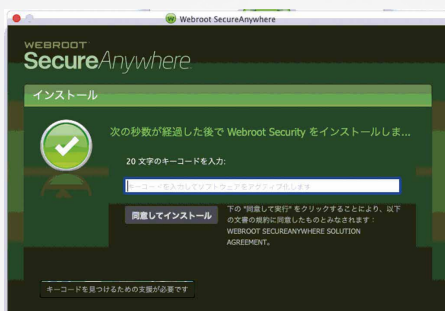 Webroot SecureAnywhere
WEBROOT
SecureAnywhere
インストール
次の秒数が経過した後で Webroot Security をインストールしま...
20 文字のキーコードを入力:
キーコードを入力してソフトウェアをアクティブ化します
同意してインストール
下の "同意して実行" をクリックすることにより、以下
の文書の規約に同意したものとみなされます：
WEBROOT SECUREANYWHERE SOLUTION
AGREEMENT。
キーコードを見つけるための支援が必要です